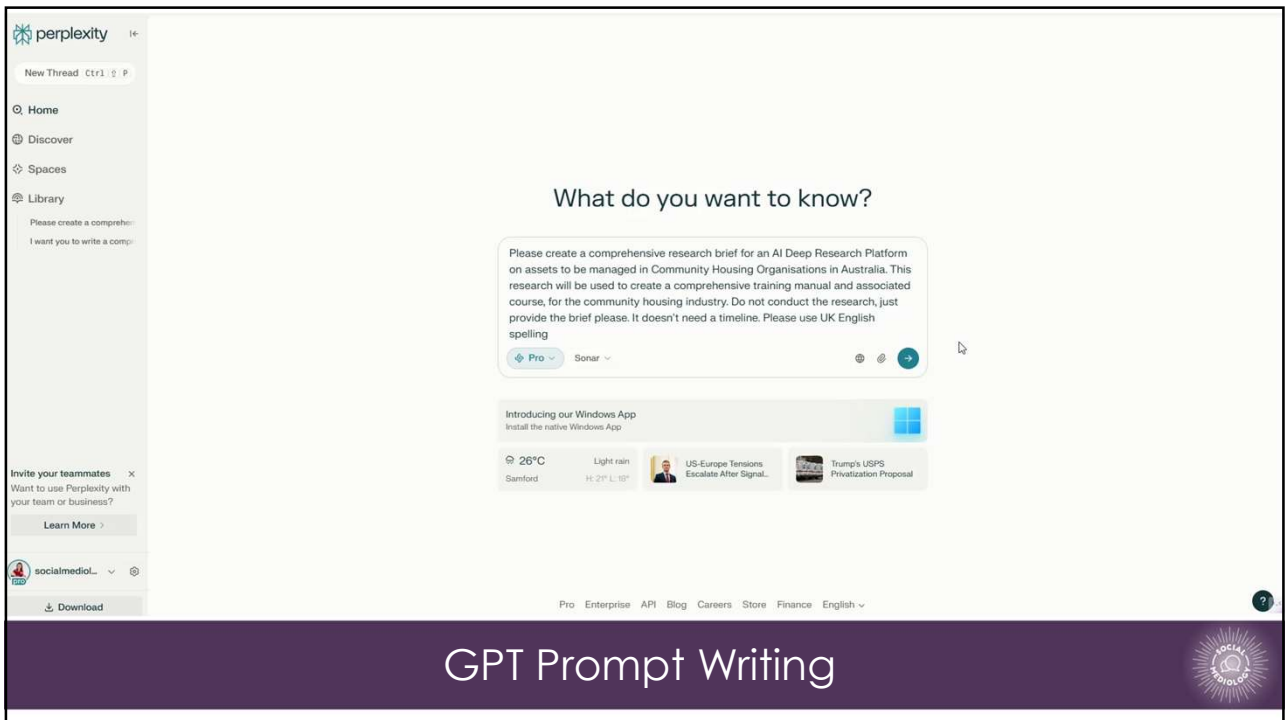 perplexity
New Thread Ctrl ⇧ P
Home
Discover
Spaces
Library
Please create a comprehen
I want you to write a compr
What do you want to know?
Please create a comprehensive research brief for an AI Deep Research Platform
on assets to be managed in Community Housing Organisations in Australia. This
research will be used to create a comprehensive training manual and associated
course, for the community housing industry. Do not conduct the research, just
provide the brief please. It doesn't need a timeline. Please use UK English
spelling
Pro Sonar
Introducing our Windows App
Install the native Windows App
26°C Light rain
Samford H: 21° L: 19°
US-Europe Tensions
Escalate After Signal...
Trump's USPS
Privatization Proposal
Invite your teammates
Want to use Perplexity with
your team or business?
Learn More
socialmediol...
pro
Download
Pro Enterprise API Blog Careers Store Finance English
?
GPT Prompt Writing
SOCIAL
MEDIOLOGY